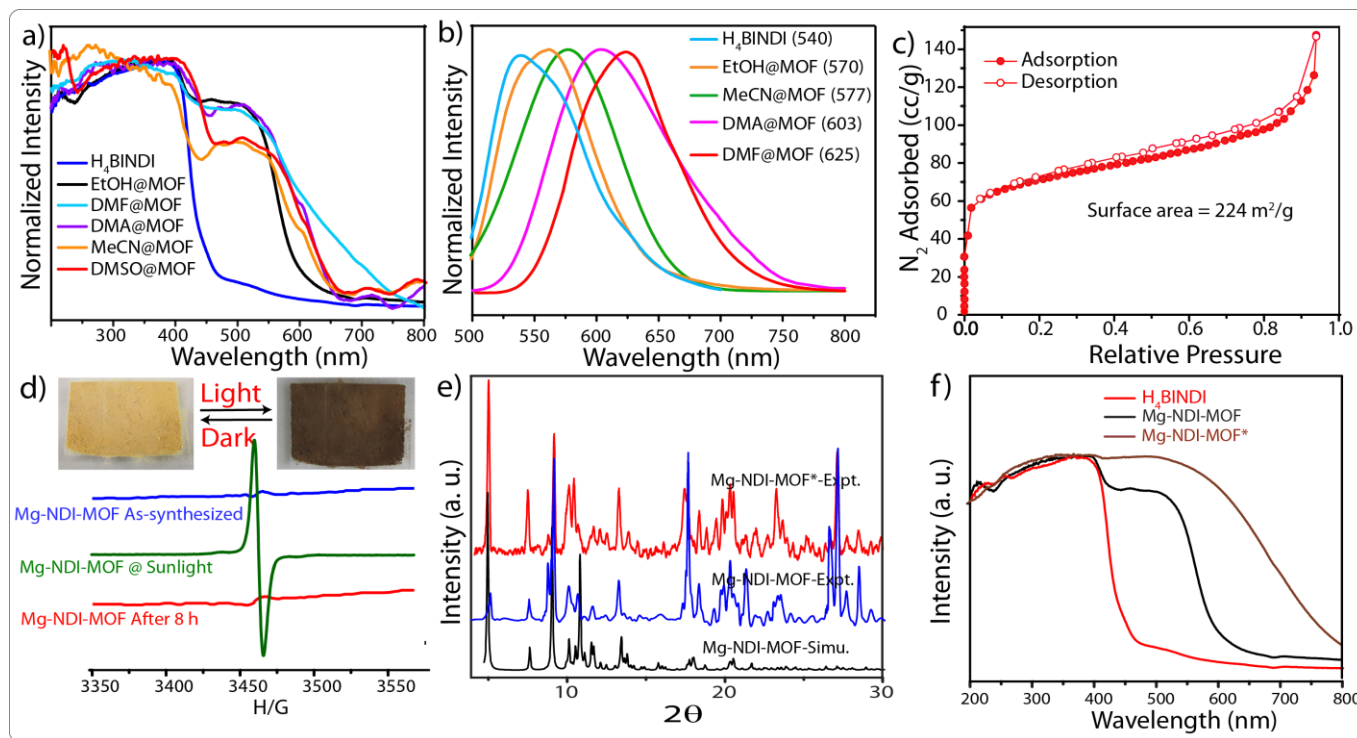 a)
Normalized Intensity
H₄BINDI
EtOH@MOF
DMF@MOF
DMA@MOF
MeCN@MOF
DMSO@MOF
200 300 400 500 600 700 800
Wavelength (nm)
b)
Normalized Intensity
H₄BINDI (540)
EtOH@MOF (570)
MeCN@MOF (577)
DMA@MOF (603)
DMF@MOF (625)
500 550 600 650 700 750 800
Wavelength (nm)
c)
N₂ Adsorbed (cc/g)
140
120
100
80
60
40
20
0
Adsorption
Desorption
Surface area = 224 m²/g
0.0 0.2 0.4 0.6 0.8 1.0
Relative Pressure
d)
Light
Dark
Mg-NDI-MOF As-synthesized
Mg-NDI-MOF @ Sunlight
Mg-NDI-MOF After 8 h
3350 3400 3450 3500 3550
H/G
e)
Intensity (a. u.)
Mg-NDI-MOF*-Expt.
Mg-NDI-MOF-Expt.
Mg-NDI-MOF-Simu.
10 20 30
2θ
f)
Intensity (a. u.)
H₄BINDI
Mg-NDI-MOF
Mg-NDI-MOF*
200 300 400 500 600 700 800
Wavelength (nm)